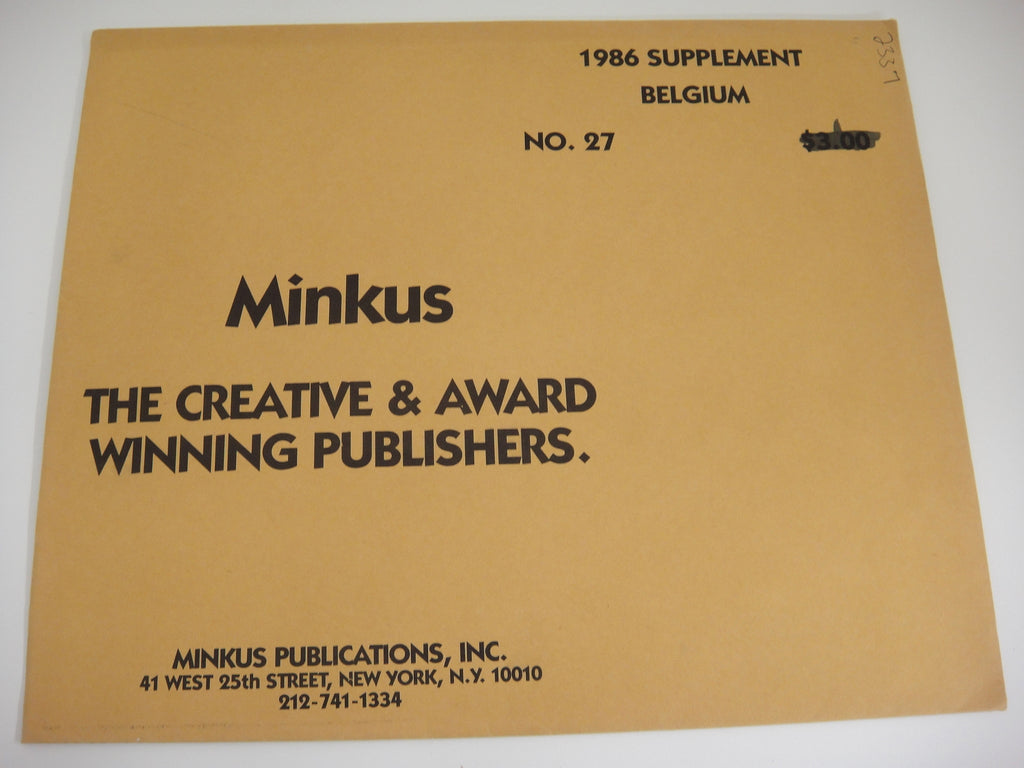 1986 SUPPLEMENT
BELGIUM
NO. 27
$3.00
Minkus
THE CREATIVE & AWARD
WINNING PUBLISHERS.
MINKUS PUBLICATIONS, INC.
41 WEST 25th STREET, NEW YORK, N.Y. 10010
212-741-1334